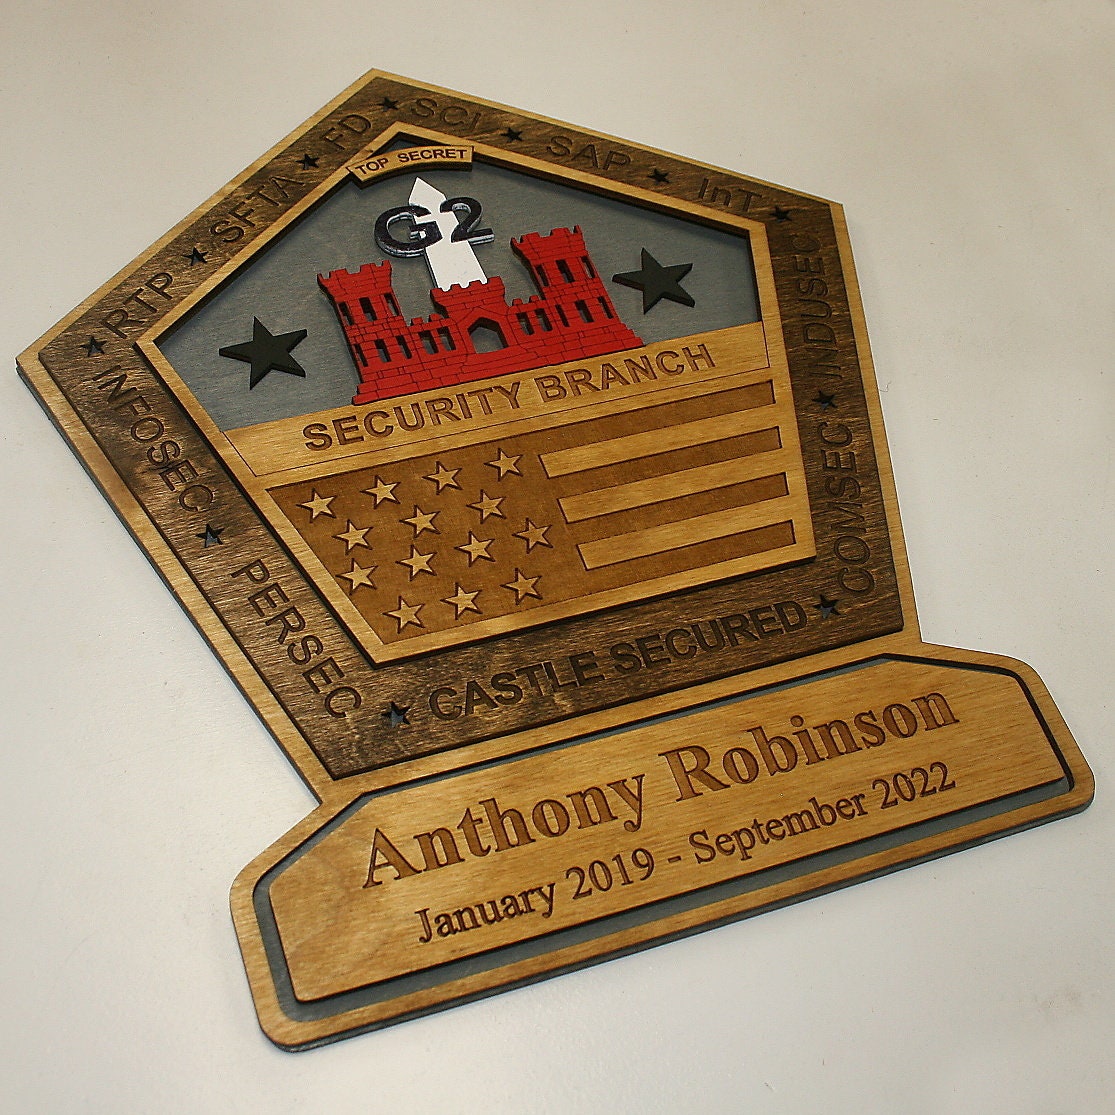 RTP ★ SFTA ★ FD ★ SCI ★ SAP ★ InT
INDUSEC ★ COMSEC
INFOSEC ★ PERSEC
TOP SECRET
G2
SECURITY BRANCH
CASTLE SECURED
Anthony Robinson
January 2019 - September 2022